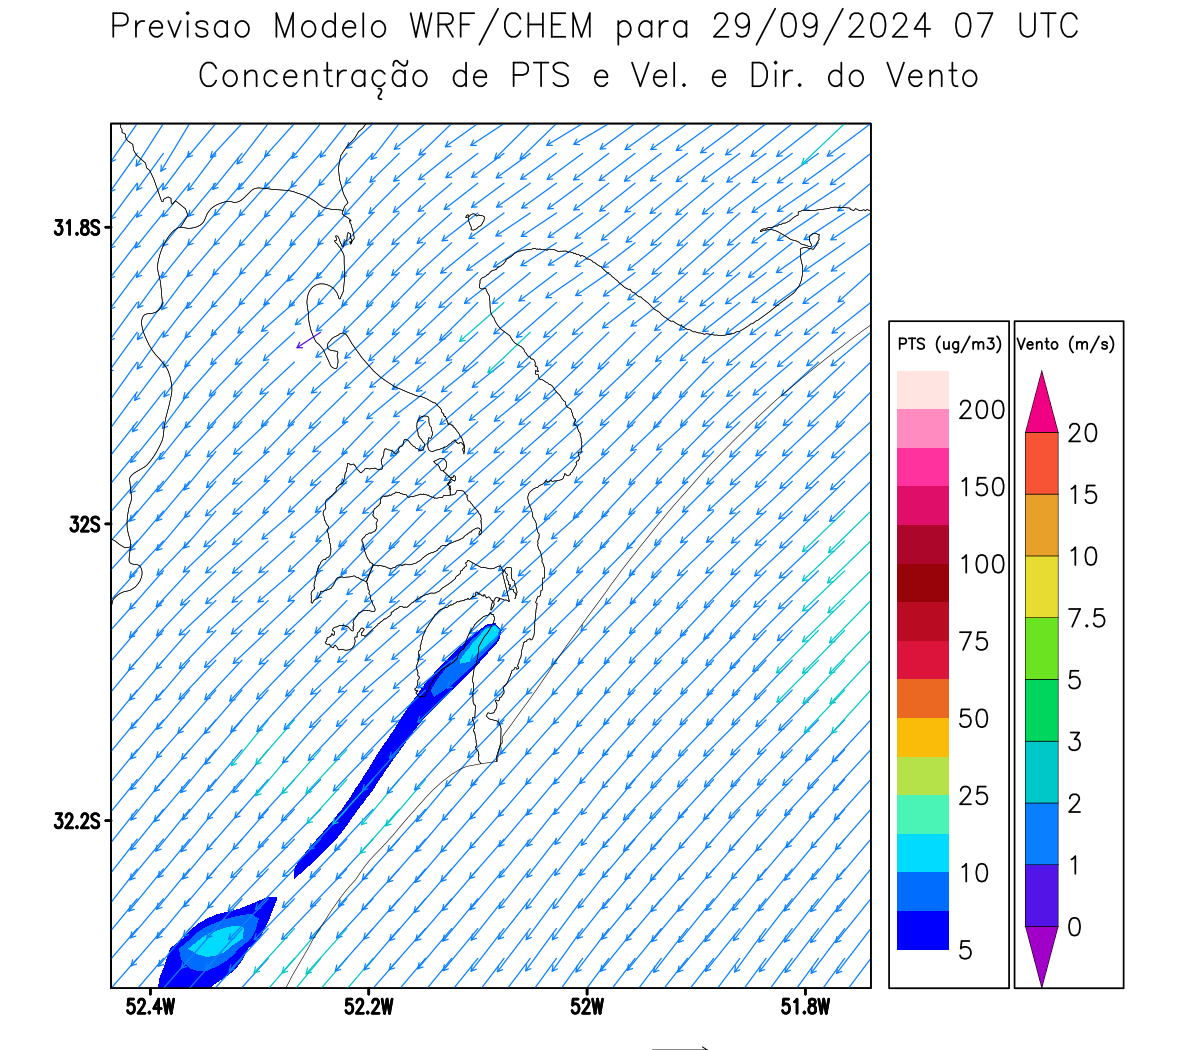 Previsao Modelo WRF/CHEM para 29/09/2024 07 UTC
Concentração de PTS e Vel. e Dir. do Vento
31.8S
32S
32.2S
52.4W
52.2W
52W
51.8W
PTS (ug/m3)
200
150
100
75
50
25
10
5
Vento (m/s)
20
15
10
7.5
5
3
2
1
0